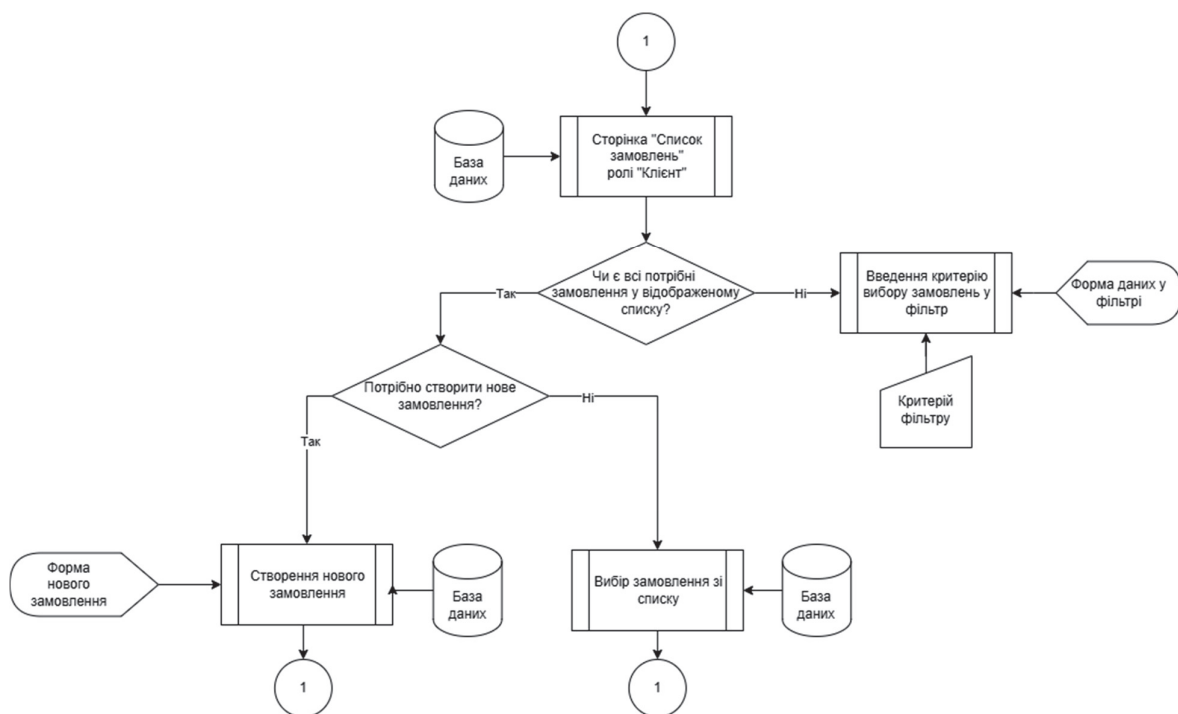 1
База
даних
Сторінка "Список
замовлень"
ролі "Клієнт"
Чи є всі потрібні
замовлення у відображеному
списку?
Так
Ні
Введення критерію
вибору замовлень у
фільтр
Форма даних у
фільтрі
Критерій
фільтру
Потрібно створити нове
замовлення?
Так
Ні
Форма
нового
замовлення
Створення нового
замовлення
База
даних
Вибір замовлення зі
списку
База
даних
1
1